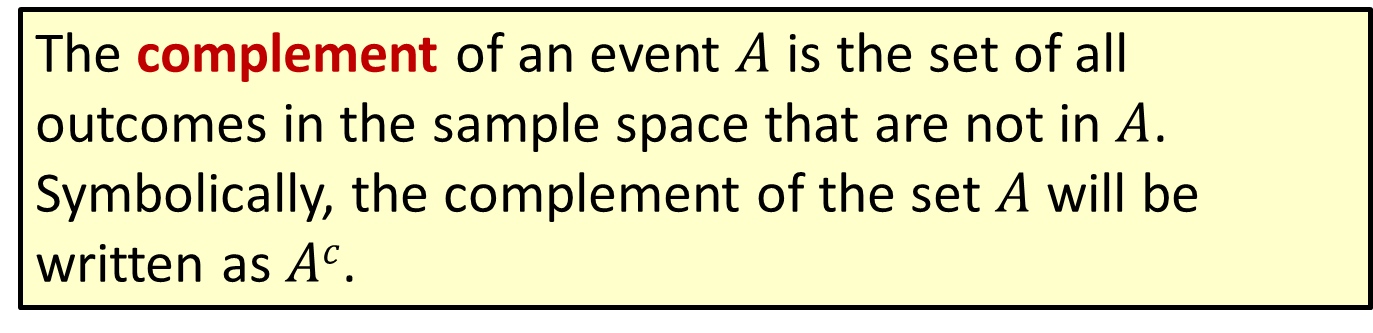 The complement of an event A is the set of all
outcomes in the sample space that are not in A.
Symbolically, the complement of the set A will be
written as Aᶜ.